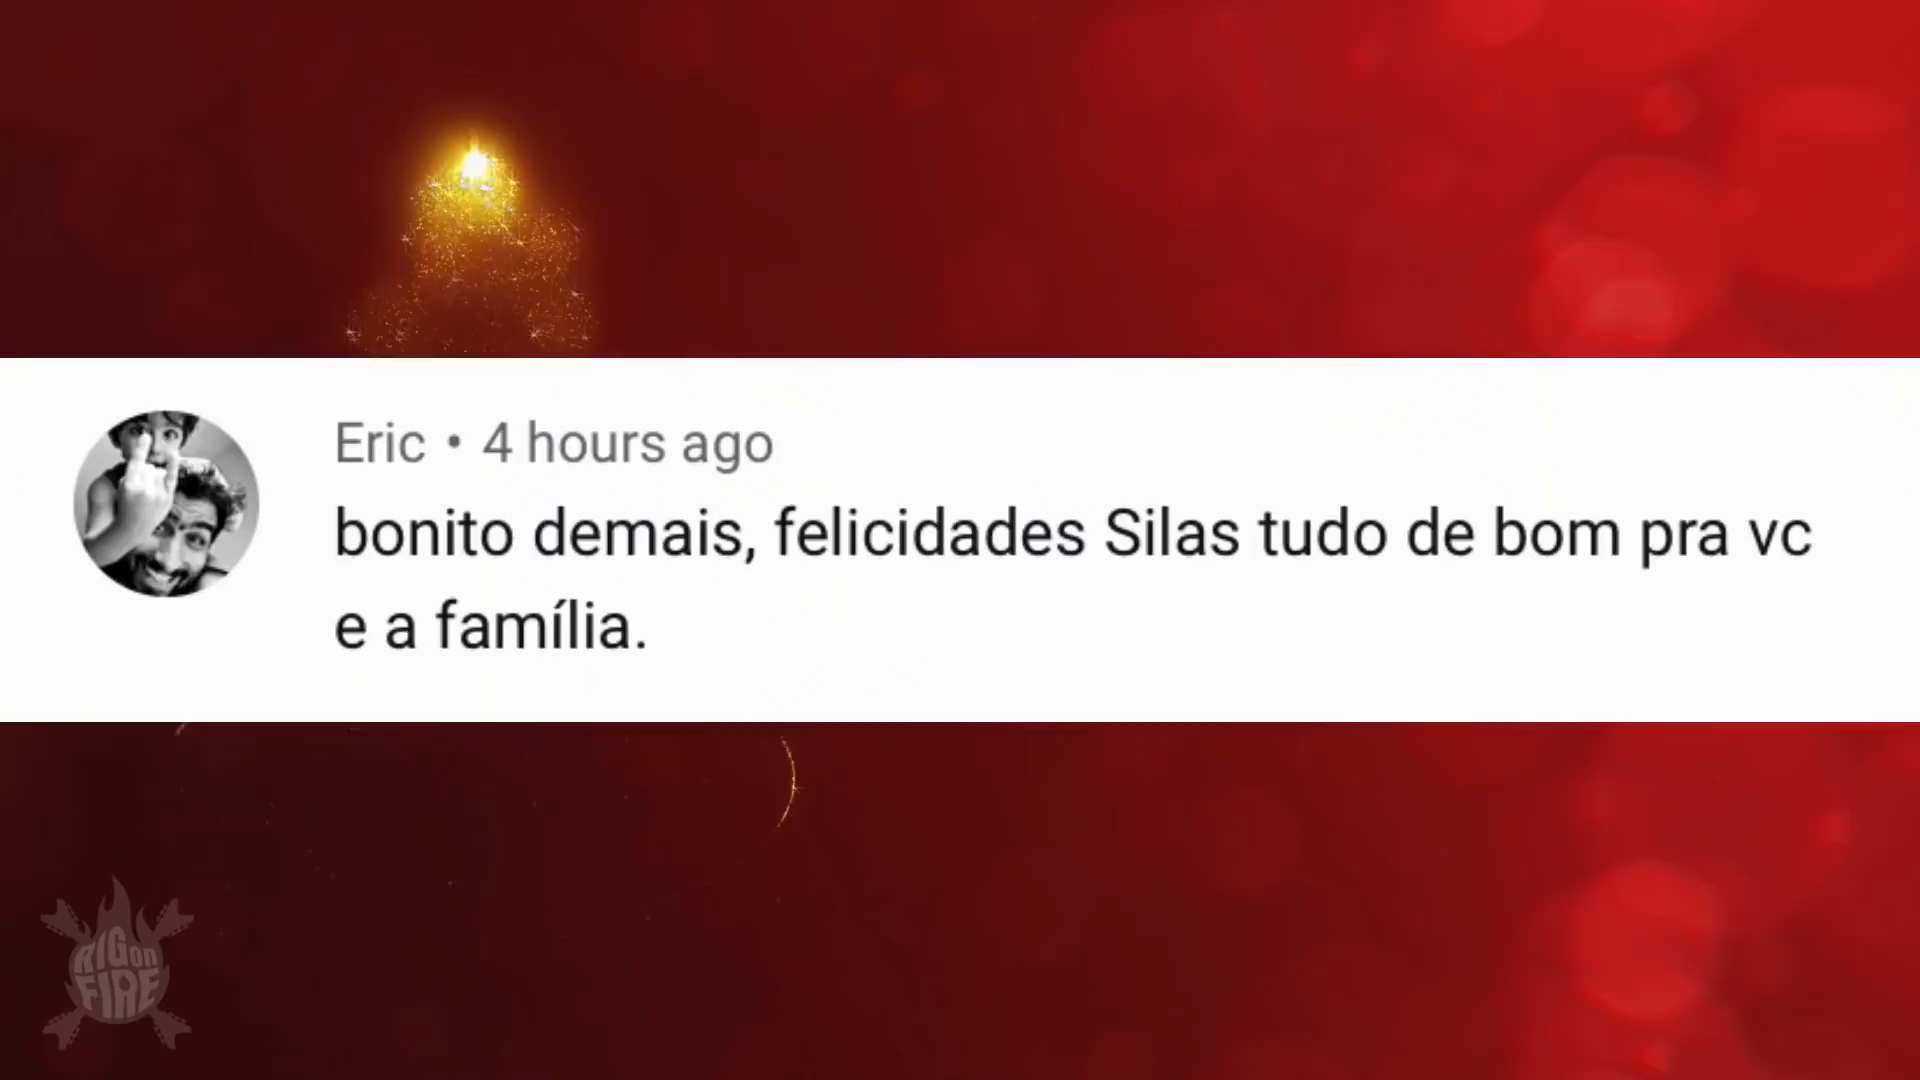 Eric • 4 hours ago
bonito demais, felicidades Silas tudo de bom pra vc
e a família.
RIG on
FIRE